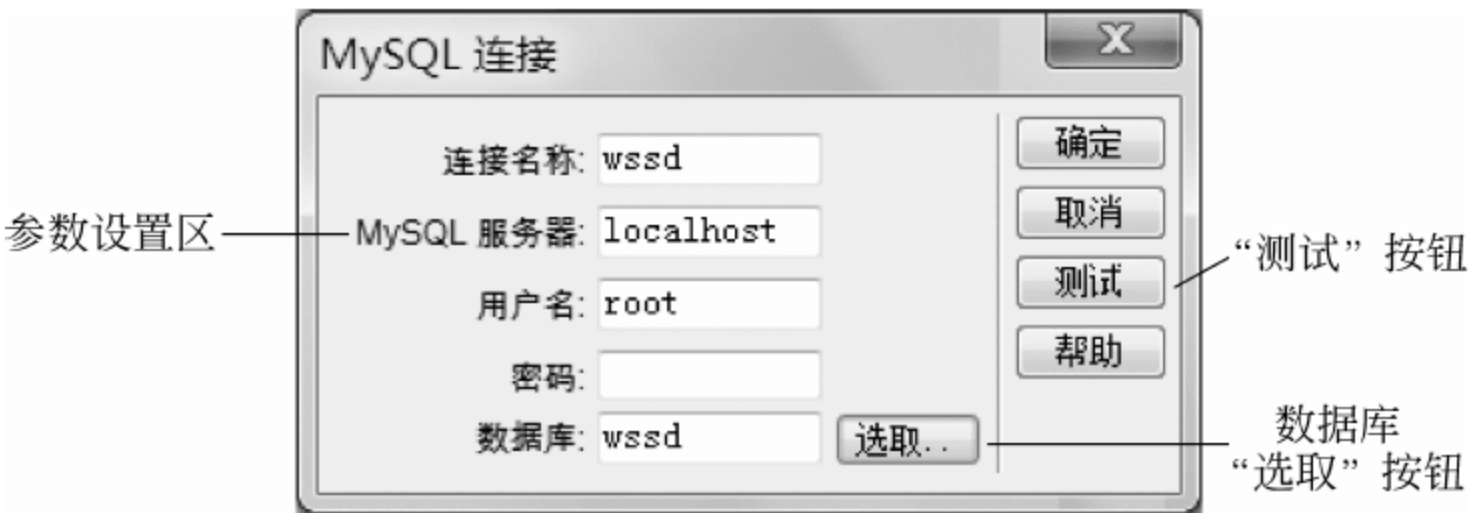 MySQL 连接
连接名称: wssd
确定
参数设置区
MySQL 服务器: localhost
取消
“测试”按钮
用户名: root
测试
密码:
帮助
数据库: wssd
选取..
数据库
“选取”按钮